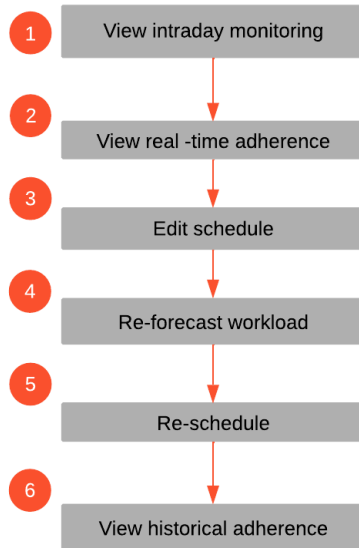 1
View intraday monitoring
2
View real -time adherence
3
Edit schedule
4
Re-forecast workload
5
Re-schedule
6
View historical adherence